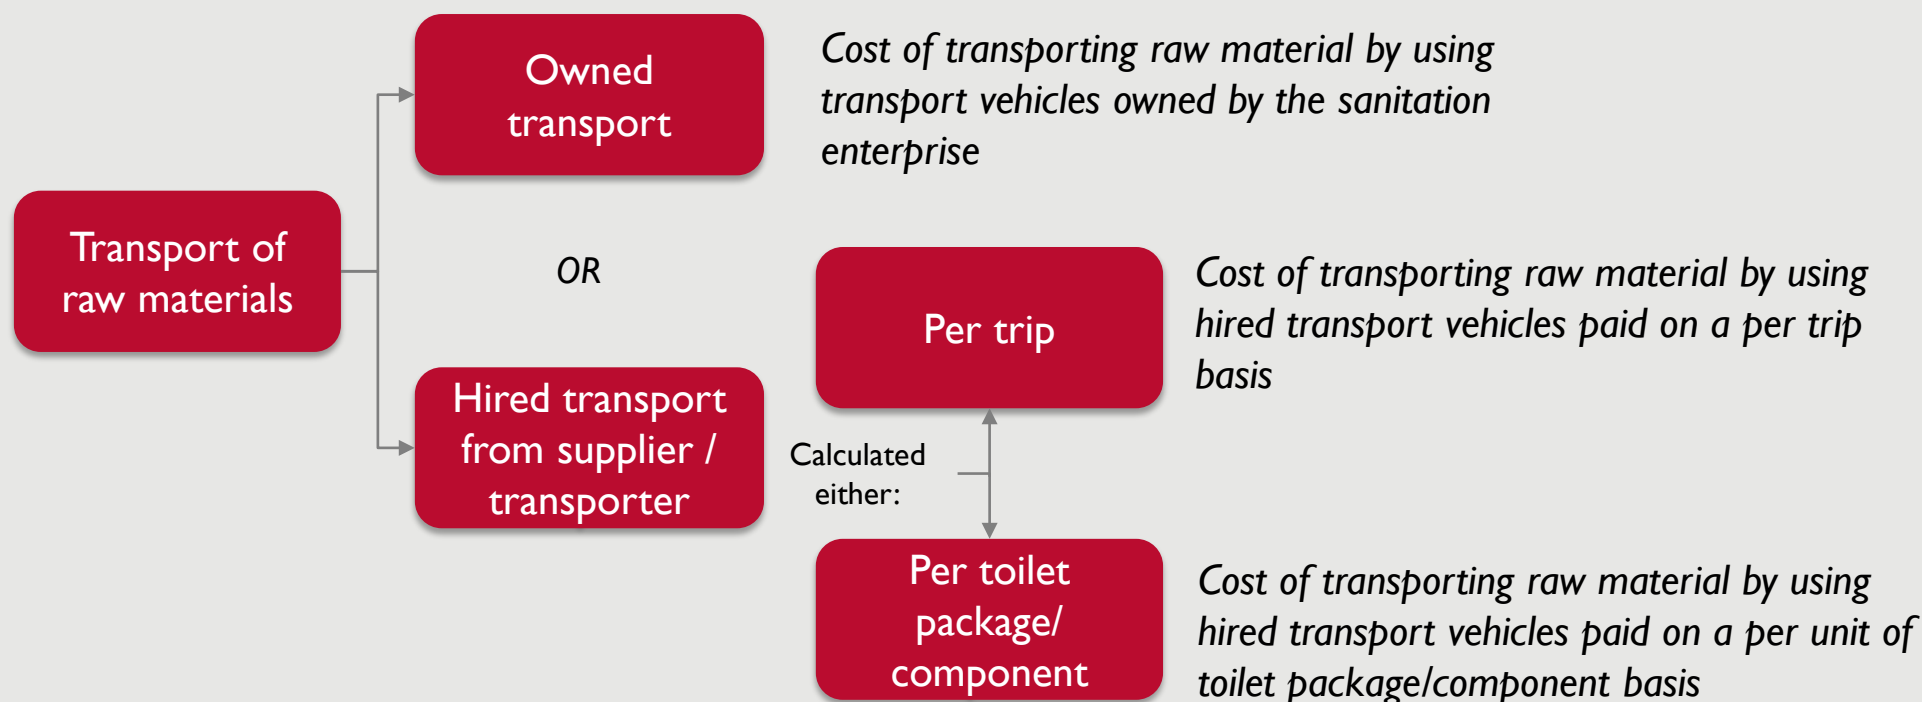 Owned
transport
Cost of transporting raw material by using
transport vehicles owned by the sanitation
enterprise
Transport of
raw materials
OR
Per trip
Cost of transporting raw material by using
hired transport vehicles paid on a per trip
basis
Hired transport
from supplier /
transporter
Calculated
either:
Per toilet
package/
component
Cost of transporting raw material by using
hired transport vehicles paid on a per unit of
toilet package/component basis